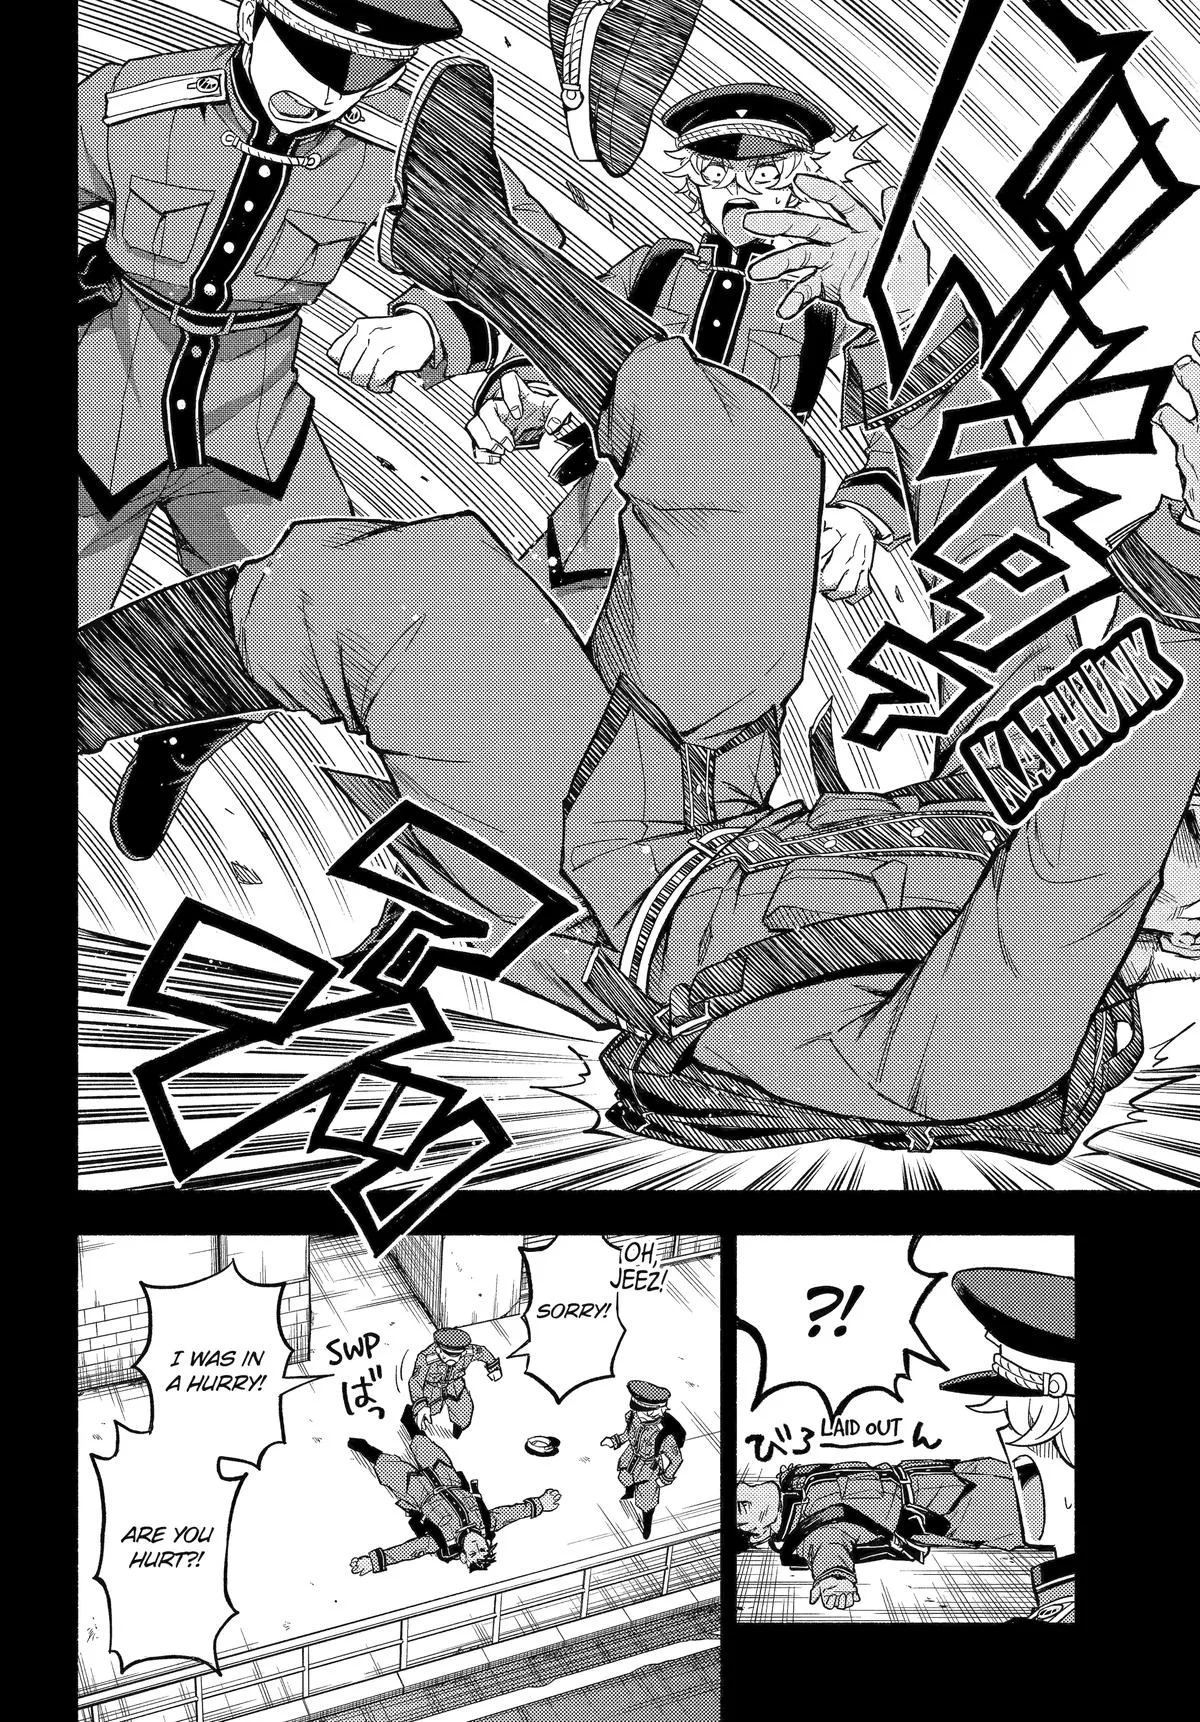 KATHUNK
?!
びろ
LAID OUT
ん
OH,
JEEZ!
SORRY!
SWP
ばっ
I WAS IN
A HURRY!
ARE YOU
HURT?!